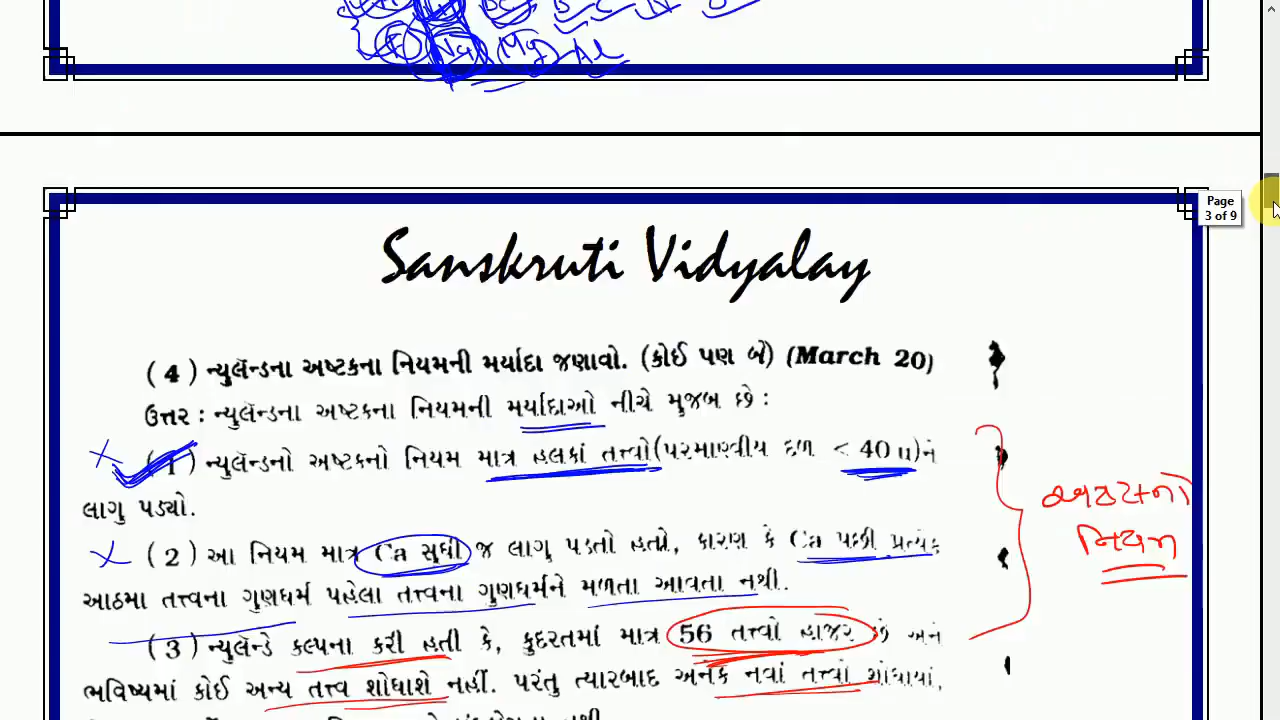 F Na Mg Al
Page
3 of 9
Sanskruti Vidyalay
( 4 ) ન્યુલૅન્ડના અષ્ટકના નિયમની મર્યાદા જણાવો. (કોઈ પણ બે) (March 20)
ઉત્તર : ન્યુલૅન્ડના અષ્ટકના નિયમની મર્યાદાઓ નીચે મુજબ છે :
(1) ન્યુલૅન્ડનો અષ્ટકનો નિયમ માત્ર હલકાં તત્ત્વો(પરમાણ્વીય દળ < 40 u)ને
લાગુ પડ્યો.
( 2 ) આ નિયમ માત્ર Ca સુધી જ લાગુ પડતો હતો, કારણ કે Ca પછી પ્રત્યેક
આઠમા તત્ત્વના ગુણધર્મ પહેલા તત્ત્વના ગુણધર્મને મળતા આવતા નથી.
( 3 ) ન્યુલૅન્ડે કલ્પના કરી હતી કે, કુદરતમાં માત્ર 56 તત્ત્વો હાજર છે અને
ભવિષ્યમાં કોઈ અન્ય તત્ત્વ શોધાશે નહીં. પરંતુ ત્યારબાદ અનેક નવાં તત્ત્વો શોધાયાં,
નિયમ